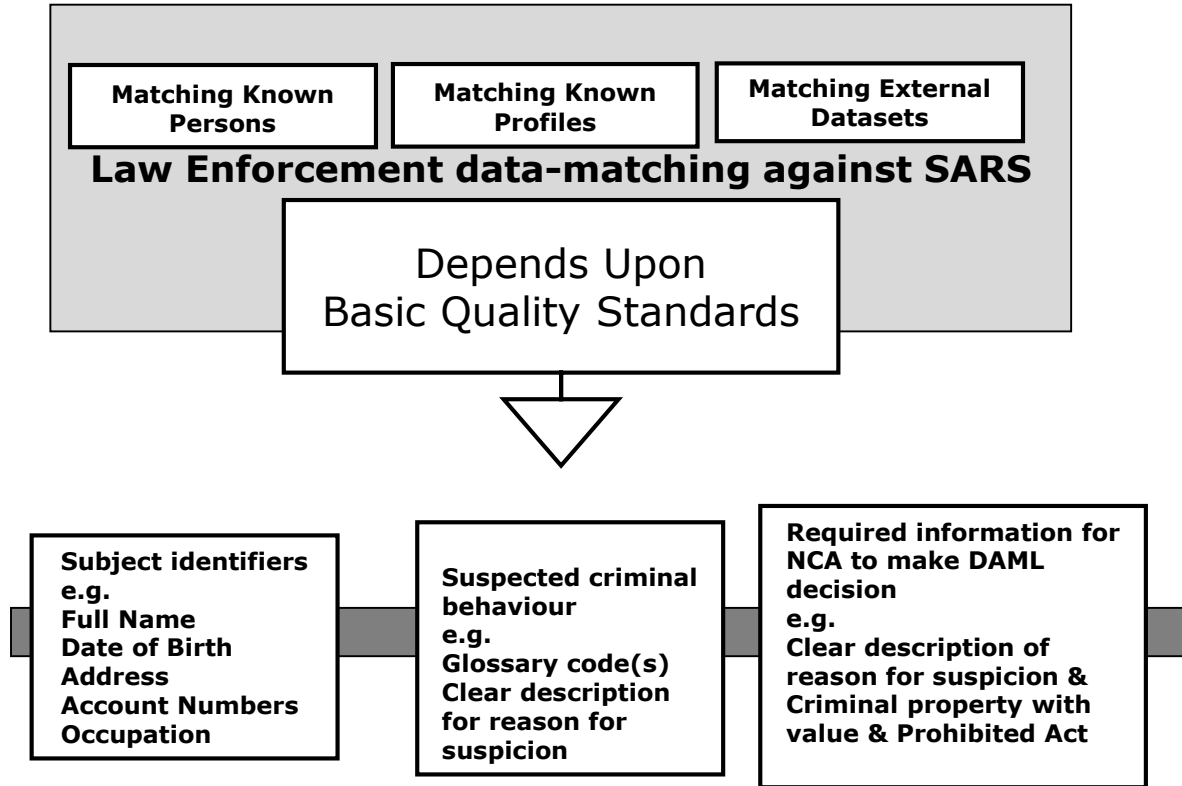 Matching Known
Persons
Matching Known
Profiles
Matching External
Datasets
Law Enforcement data-matching against SARS
Depends Upon
Basic Quality Standards
Subject identifiers
e.g.
Full Name
Date of Birth
Address
Account Numbers
Occupation
Suspected criminal
behaviour
e.g.
Glossary code(s)
Clear description
for reason for
suspicion
Required information for
NCA to make DAML
decision
e.g.
Clear description of
reason for suspicion &
Criminal property with
value & Prohibited Act